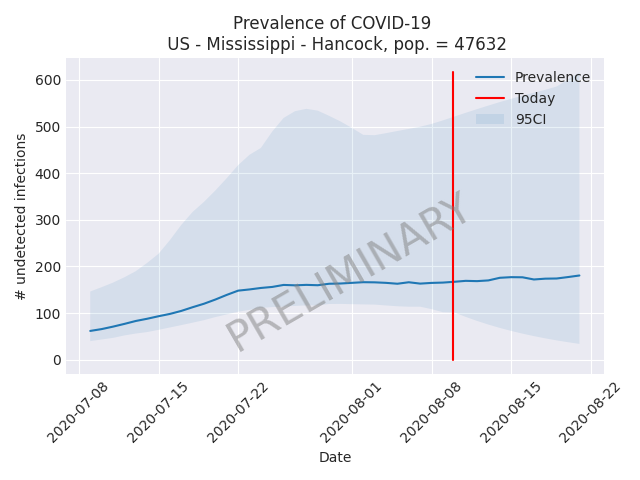 Prevalence of COVID-19
US - Mississippi - Hancock, pop. = 47632
# undetected infections
600
500
400
300
200
100
0
Prevalence
Today
95CI
PRELIMINARY
2020-07-08
2020-07-15
2020-07-22
2020-08-01
2020-08-08
2020-08-15
2020-08-22
Date